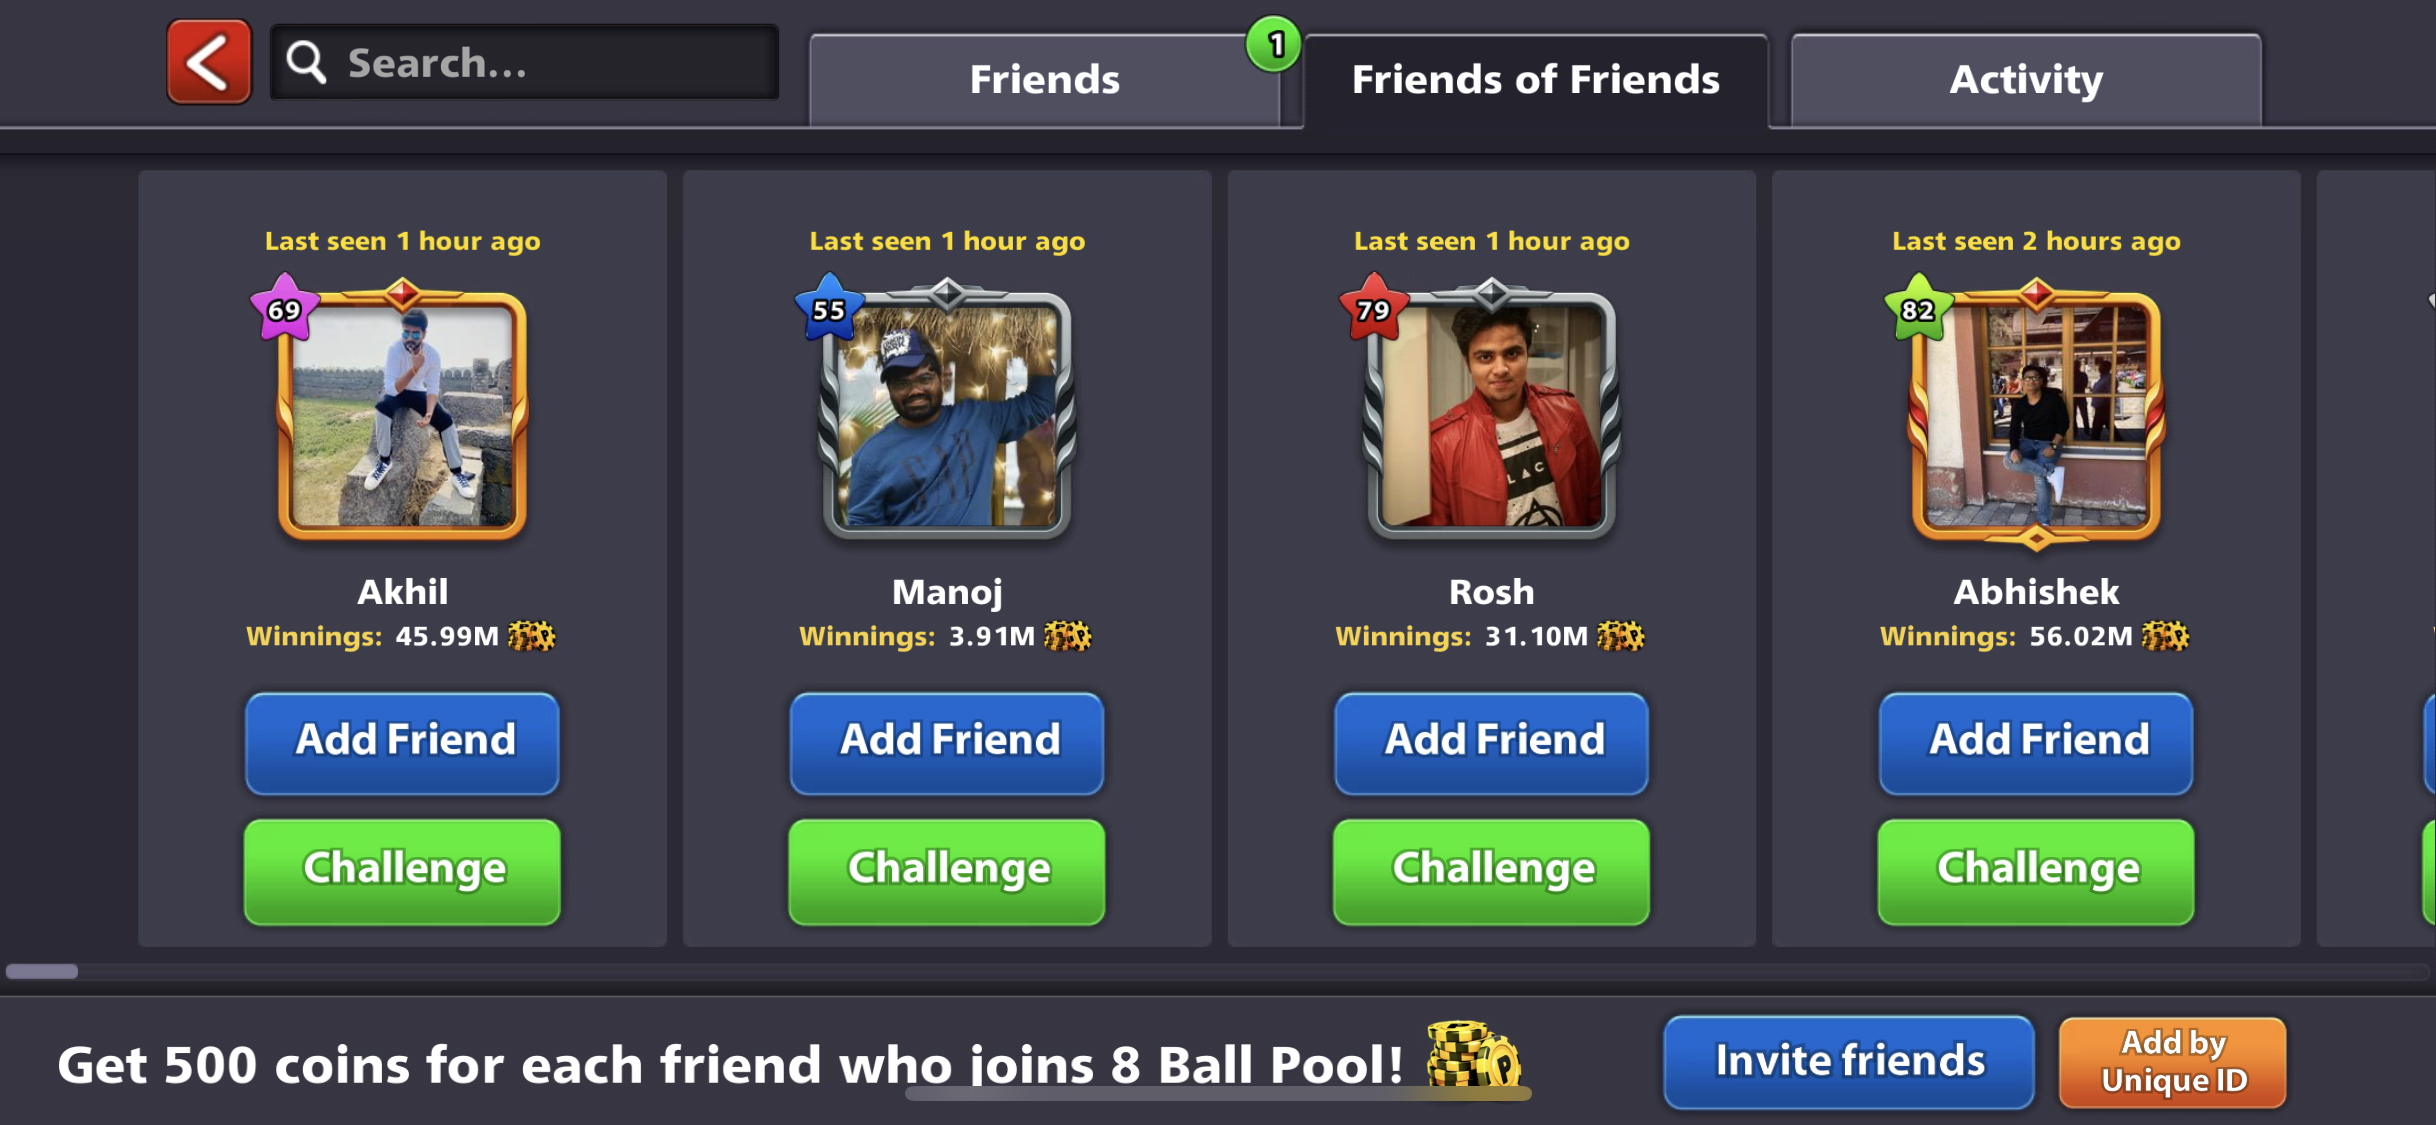 Search...
Friends
1
Friends of Friends
Activity
Last seen 1 hour ago
69
Akhil
Winnings: 45.99M
Add Friend
Challenge
Last seen 1 hour ago
55
Manoj
Winnings: 3.91M
Add Friend
Challenge
Last seen 1 hour ago
79
LAC
Rosh
Winnings: 31.10M
Add Friend
Challenge
Last seen 2 hours ago
82
Abhishek
Winnings: 56.02M
Add Friend
Challenge
Get 500 coins for each friend who joins 8 Ball Pool!
P
Invite friends
Add by
Unique ID